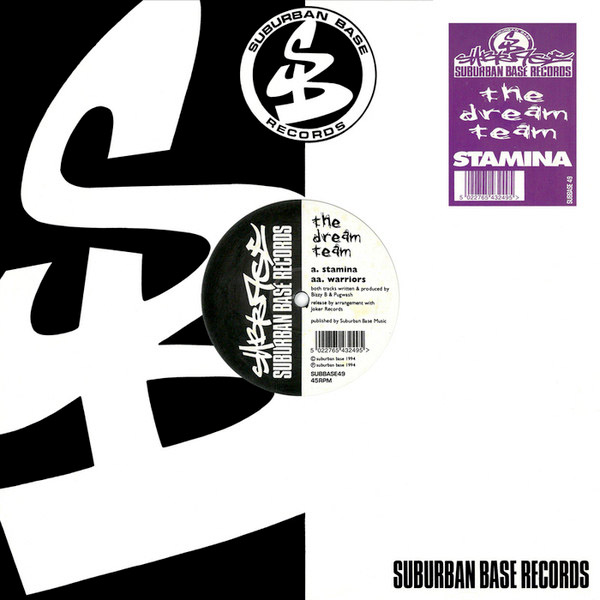 SUBURBAN BASE
RECORDS
SUBURBAN BASE RECORDS
the
dream
team
STAMINA
5 022765 432495 >
SUBBASE 49
SUBBASE
SUBURBAN BASE RECORDS
the
dream
team
a. stamina
aa. warriors
both tracks written & produced by
Bizzy B & Pugwash
release by arrangement with
Joker Records
published by Suburban Base Music
5 022765 432495 >
© suburban base 1994
℗ suburban base 1994
SUBBASE49
45RPM
SUBURBAN BASE RECORDS